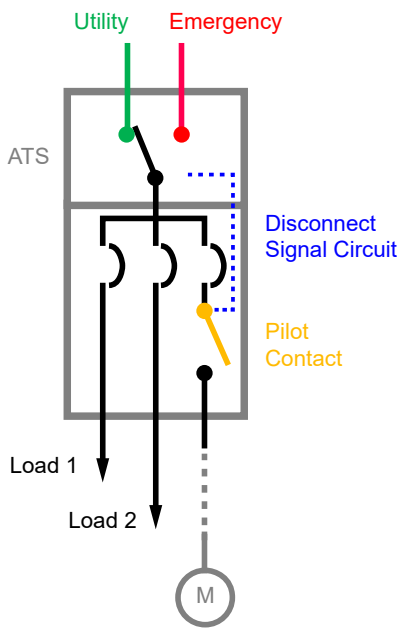 Utility
Emergency
ATS
Disconnect
Signal Circuit
Pilot
Contact
Load 1
Load 2
M